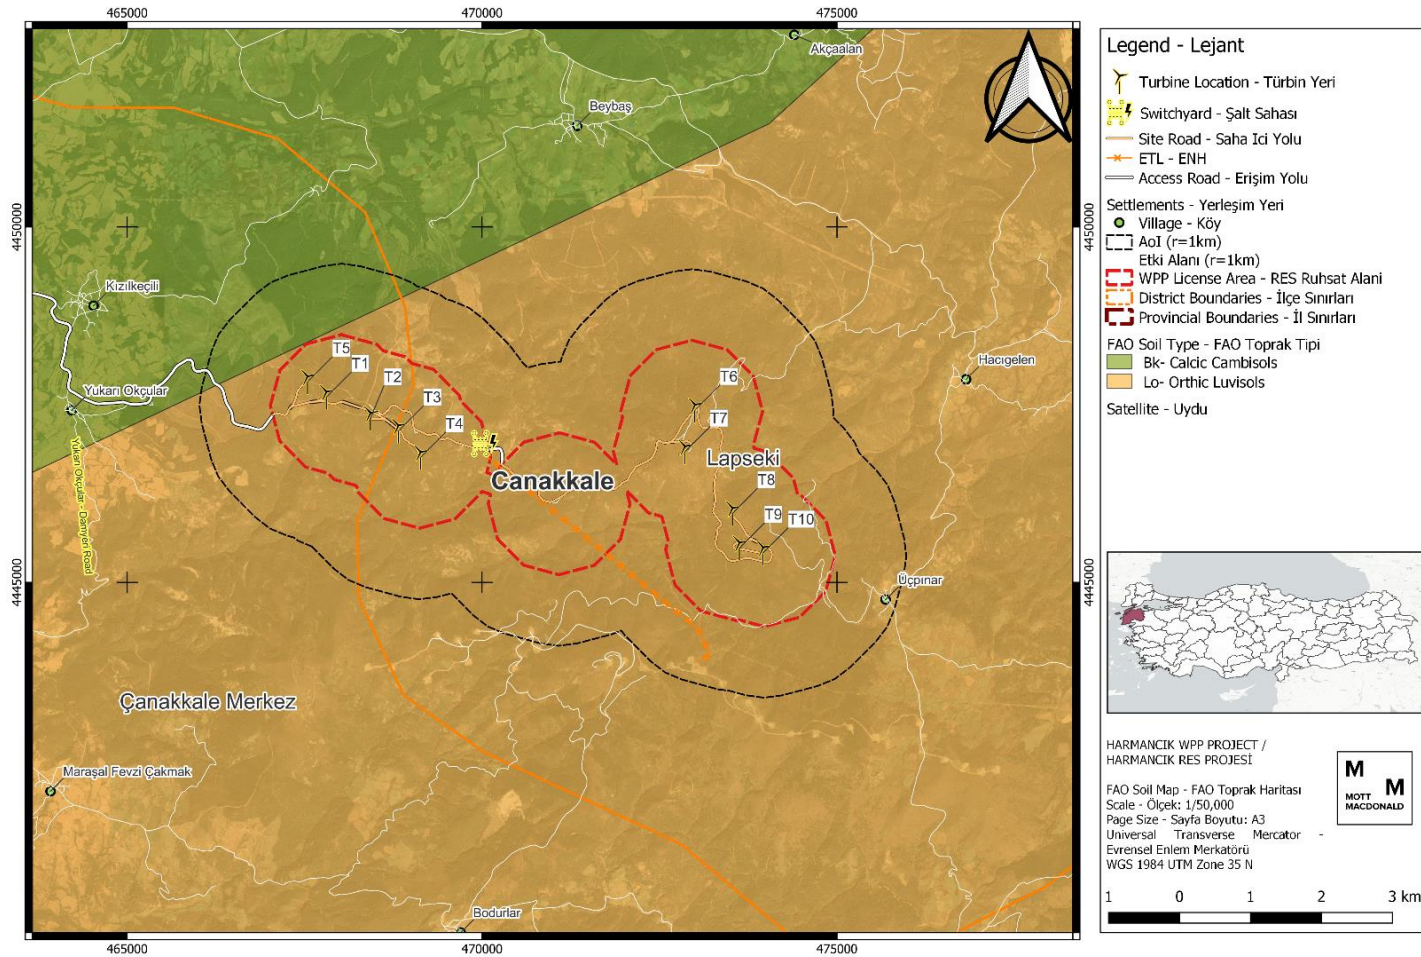 465000
470000
475000
Akçaalan
Beybaş
4450000
4450000
Kızılkeçili
Hacıgelen
T5
T1
T2
T3
T4
T6
T7
Yukarı Okçular
Lapseki
Canakkale
T8
T9
T10
Yukarı Okçular - Damyeri Road
4445000
4445000
Üçpınar
Çanakkale Merkez
Maraşal Fevzi Çakmak
Bodurlar
465000
470000
475000
Legend - Lejant
Turbine Location - Türbin Yeri
Switchyard - Şalt Sahası
Site Road - Saha Ici Yolu
ETL - ENH
Access Road - Erişim Yolu
Settlements - Yerleşim Yeri
Village - Köy
AoI (r=1km)
Etki Alanı (r=1km)
WPP License Area - RES Ruhsat Alani
District Boundaries - İlçe Sınırları
Provincial Boundaries - İl Sınırları
FAO Soil Type - FAO Toprak Tipi
Bk- Calcic Cambisols
Lo- Orthic Luvisols
Satellite - Uydu
HARMANCIK WPP PROJECT /
HARMANCIK RES PROJESİ
FAO Soil Map - FAO Toprak Haritası
Scale - Ölçek: 1/50,000
Page Size - Sayfa Boyutu: A3
Universal Transverse Mercator -
Evrensel Enlem Merkatörü
WGS 1984 UTM Zone 35 N
M
M
MOTT
MACDONALD
1 0 1 2 3 km